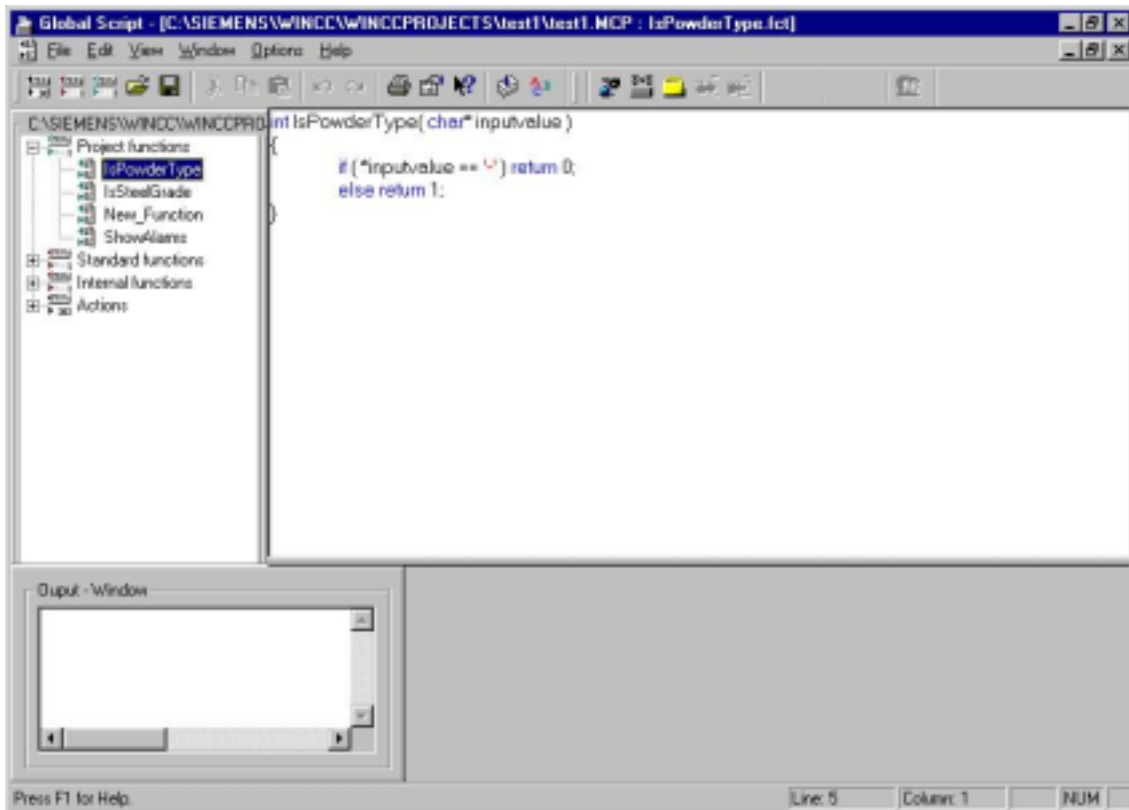 Global Script - [C:\SIEMENS\WINCC\WINCCPROJECTS\test1\test1.MCP : IsPowderType.fct]
File Edit View Window Options Help
C:\SIEMENS\WINCC\WINCCPRO
Project functions
IsPowderType
IsSteelGrade
New_Function
ShowAlarms
Standard functions
Internal functions
Actions
int IsPowderType( char* inputvalue )
{
if ( *inputvalue == '-' ) return 0;
else return 1;
}
Ouput - Window
Press F1 for Help.
Line: 5
Column: 1
NUM